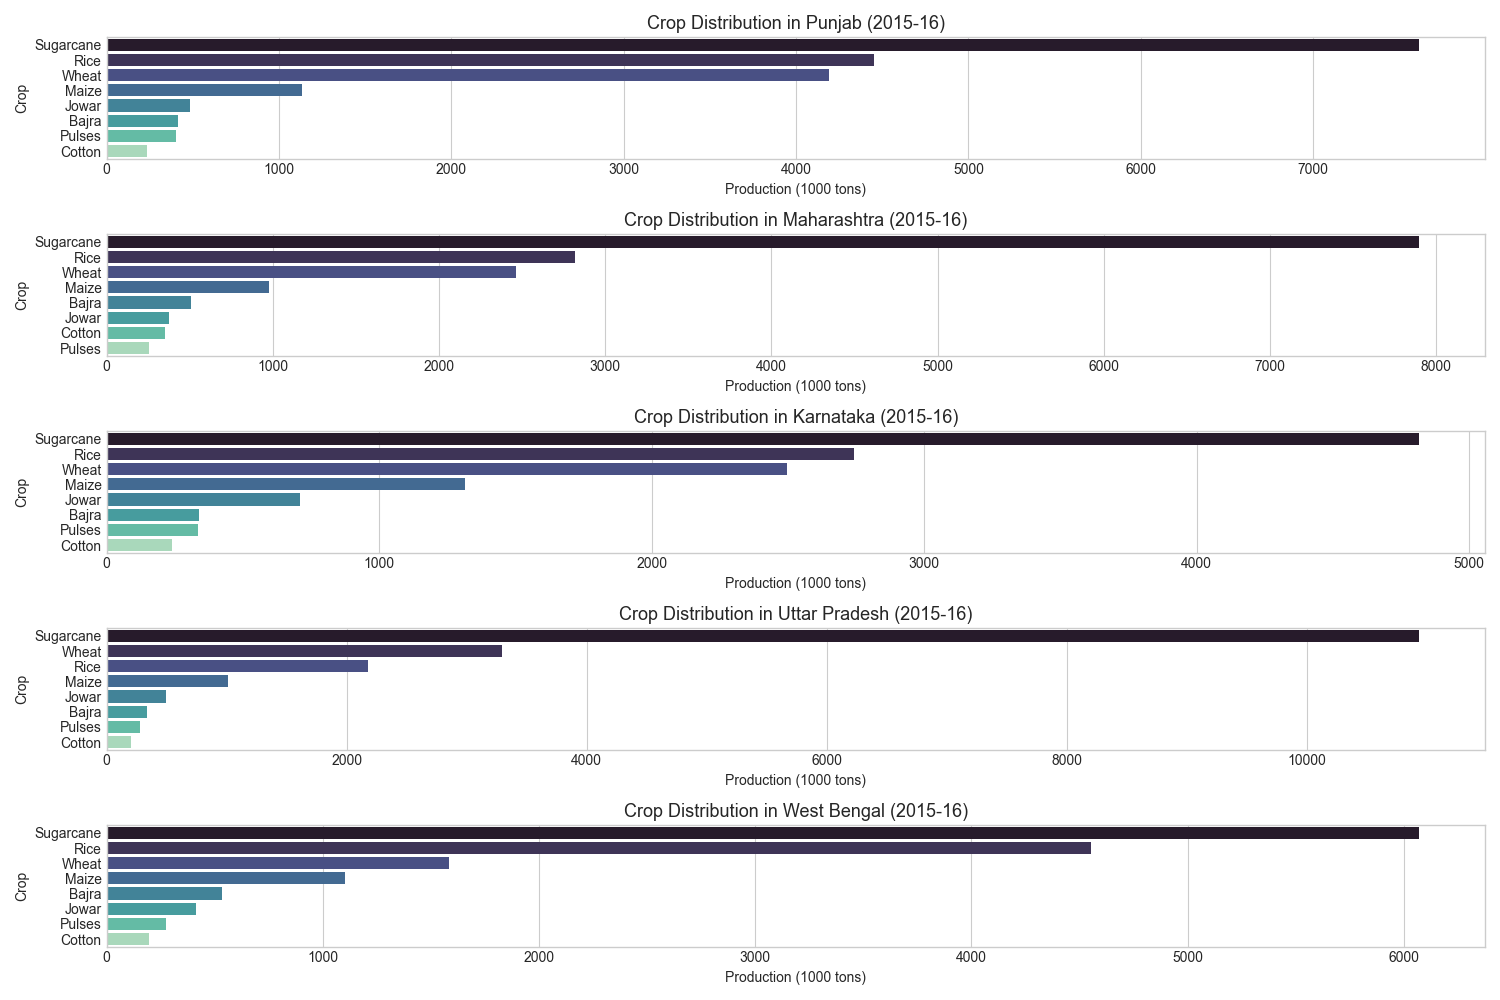 Crop Distribution in Punjab (2015-16)
Crop
Sugarcane
Rice
Wheat
Maize
Jowar
Bajra
Pulses
Cotton
0 1000 2000 3000 4000 5000 6000 7000
Production (1000 tons)
Crop Distribution in Maharashtra (2015-16)
Crop
Sugarcane
Rice
Wheat
Maize
Bajra
Jowar
Cotton
Pulses
0 1000 2000 3000 4000 5000 6000 7000 8000
Production (1000 tons)
Crop Distribution in Karnataka (2015-16)
Crop
Sugarcane
Rice
Wheat
Maize
Jowar
Bajra
Pulses
Cotton
0 1000 2000 3000 4000 5000
Production (1000 tons)
Crop Distribution in Uttar Pradesh (2015-16)
Crop
Sugarcane
Wheat
Rice
Maize
Jowar
Bajra
Pulses
Cotton
0 2000 4000 6000 8000 10000
Production (1000 tons)
Crop Distribution in West Bengal (2015-16)
Crop
Sugarcane
Rice
Wheat
Maize
Bajra
Jowar
Pulses
Cotton
0 1000 2000 3000 4000 5000 6000
Production (1000 tons)